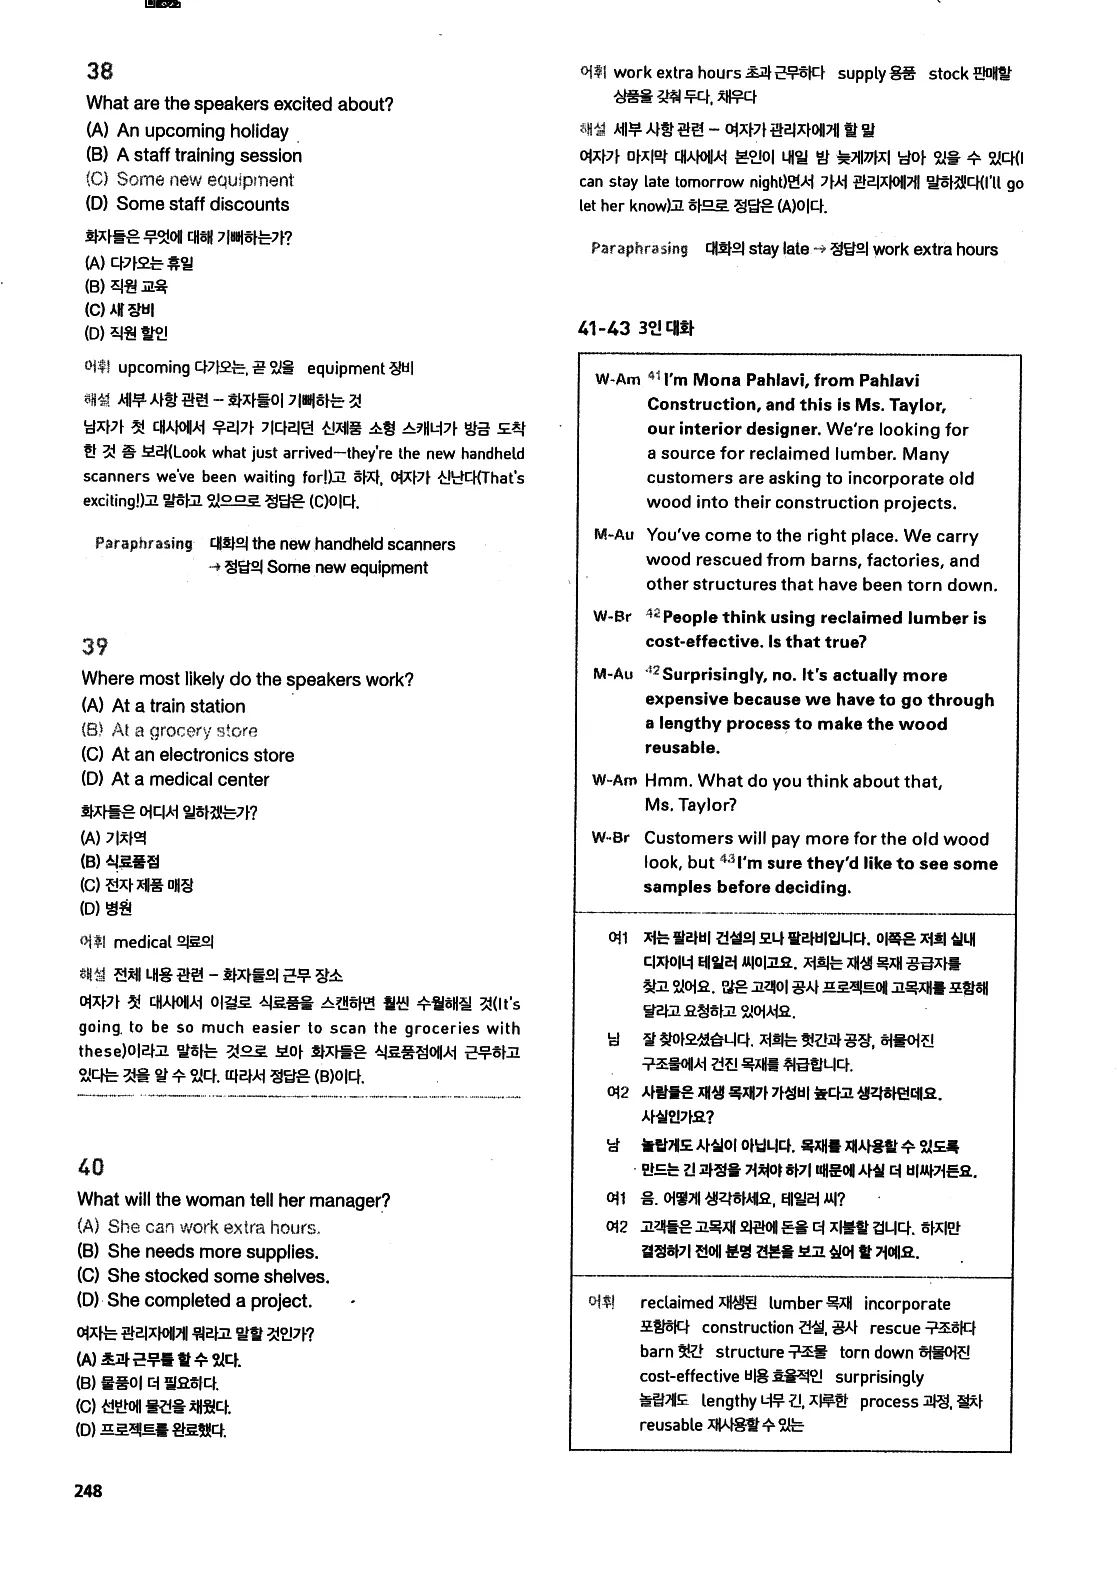 38
What are the speakers excited about?
(A) An upcoming holiday
(B) A staff training session
(C) Some new equipment
(D) Some staff discounts
화자들은 무엇에 대해 기뻐하는가?
(A) 다가오는 휴일
(B) 직원 교육
(C) 새 장비
(D) 직원 할인
어휘 upcoming 다가오는, 곧 있을 equipment 장비
해설 세부 사항 관련 – 화자들이 기뻐하는 것
남자가 첫 대사에서 우리가 기다리던 신제품 소형 스캐너가 방금 도착
한 것 좀 보라(Look what just arrived—they're the new handheld
scanners we've been waiting for!)고 하자, 여자가 신난다(That's
exciting!)고 말하고 있으므로 정답은 (C)이다.
Paraphrasing 대화의 the new handheld scanners
→ 정답의 Some new equipment
39
Where most likely do the speakers work?
(A) At a train station
(B) At a grocery store
(C) At an electronics store
(D) At a medical center
화자들은 어디서 일하겠는가?
(A) 기차역
(B) 식료품점
(C) 전자 제품 매장
(D) 병원
어휘 medical 의료의
해설 전체 내용 관련 – 화자들의 근무 장소
여자가 첫 대사에서 이걸로 식료품을 스캔하면 훨씬 수월해질 것(It's
going to be so much easier to scan the groceries with
these)이라고 말하는 것으로 보아 화자들은 식료품점에서 근무하고
있다는 것을 알 수 있다. 따라서 정답은 (B)이다.
40
What will the woman tell her manager?
(A) She can work extra hours.
(B) She needs more supplies.
(C) She stocked some shelves.
(D) She completed a project.
여자는 관리자에게 뭐라고 말할 것인가?
(A) 초과 근무를 할 수 있다.
(B) 물품이 더 필요하다.
(C) 선반에 물건을 채웠다.
(D) 프로젝트를 완료했다.
248
어휘 work extra hours 초과 근무하다 supply 용품 stock 판매할
상품을 갖춰 두다, 채우다
해설 세부 사항 관련 – 여자가 관리자에게 할 말
여자가 마지막 대사에서 본인이 내일 밤 늦게까지 남아 있을 수 있다(I
can stay late tomorrow night)면서 가서 관리자에게 말하겠다(I'll go
let her know)고 하므로 정답은 (A)이다.
Paraphrasing 대화의 stay late → 정답의 work extra hours
41-43 3인 대화
W-Am 41 I'm Mona Pahlavi, from Pahlavi
Construction, and this is Ms. Taylor,
our interior designer. We're looking for
a source for reclaimed lumber. Many
customers are asking to incorporate old
wood into their construction projects.
M-Au You've come to the right place. We carry
wood rescued from barns, factories, and
other structures that have been torn down.
W-Br 42 People think using reclaimed lumber is
cost-effective. Is that true?
M-Au 42 Surprisingly, no. It's actually more
expensive because we have to go through
a lengthy process to make the wood
reusable.
W-Am Hmm. What do you think about that,
Ms. Taylor?
W-Br Customers will pay more for the old wood
look, but 43 I'm sure they'd like to see some
samples before deciding.
여1 저는 팔라비 건설의 모나 팔라비입니다. 이쪽은 저희 실내
디자이너 테일러 씨이고요. 저희는 재생 목재 공급자를
찾고 있어요. 많은 고객이 공사 프로젝트에 고목재를 포함해
달라고 요청하고 있어서요.
남 잘 찾아오셨습니다. 저희는 헛간과 공장, 허물어진
구조물에서 건진 목재를 취급합니다.
여2 사람들은 재생 목재가 가성비 높다고 생각하던데요.
사실인가요?
남 놀랍게도 사실이 아닙니다. 목재를 재사용할 수 있도록
만드는 긴 과정을 거쳐야 하기 때문에 사실 더 비싸거든요.
여1 음. 어떻게 생각하세요, 테일러 씨?
여2 고객들은 고목재 외관에 돈을 더 지불할 겁니다. 하지만
결정하기 전에 분명 견본을 보고 싶어 할 거예요.
어휘 reclaimed 재생된 lumber 목재 incorporate
포함하다 construction 건설, 공사 rescue 구조하다
barn 헛간 structure 구조물 torn down 허물어진
cost-effective 비용 효율적인 surprisingly
놀랍게도 lengthy 너무 긴, 지루한 process 과정, 절차
reusable 재사용할 수 있는